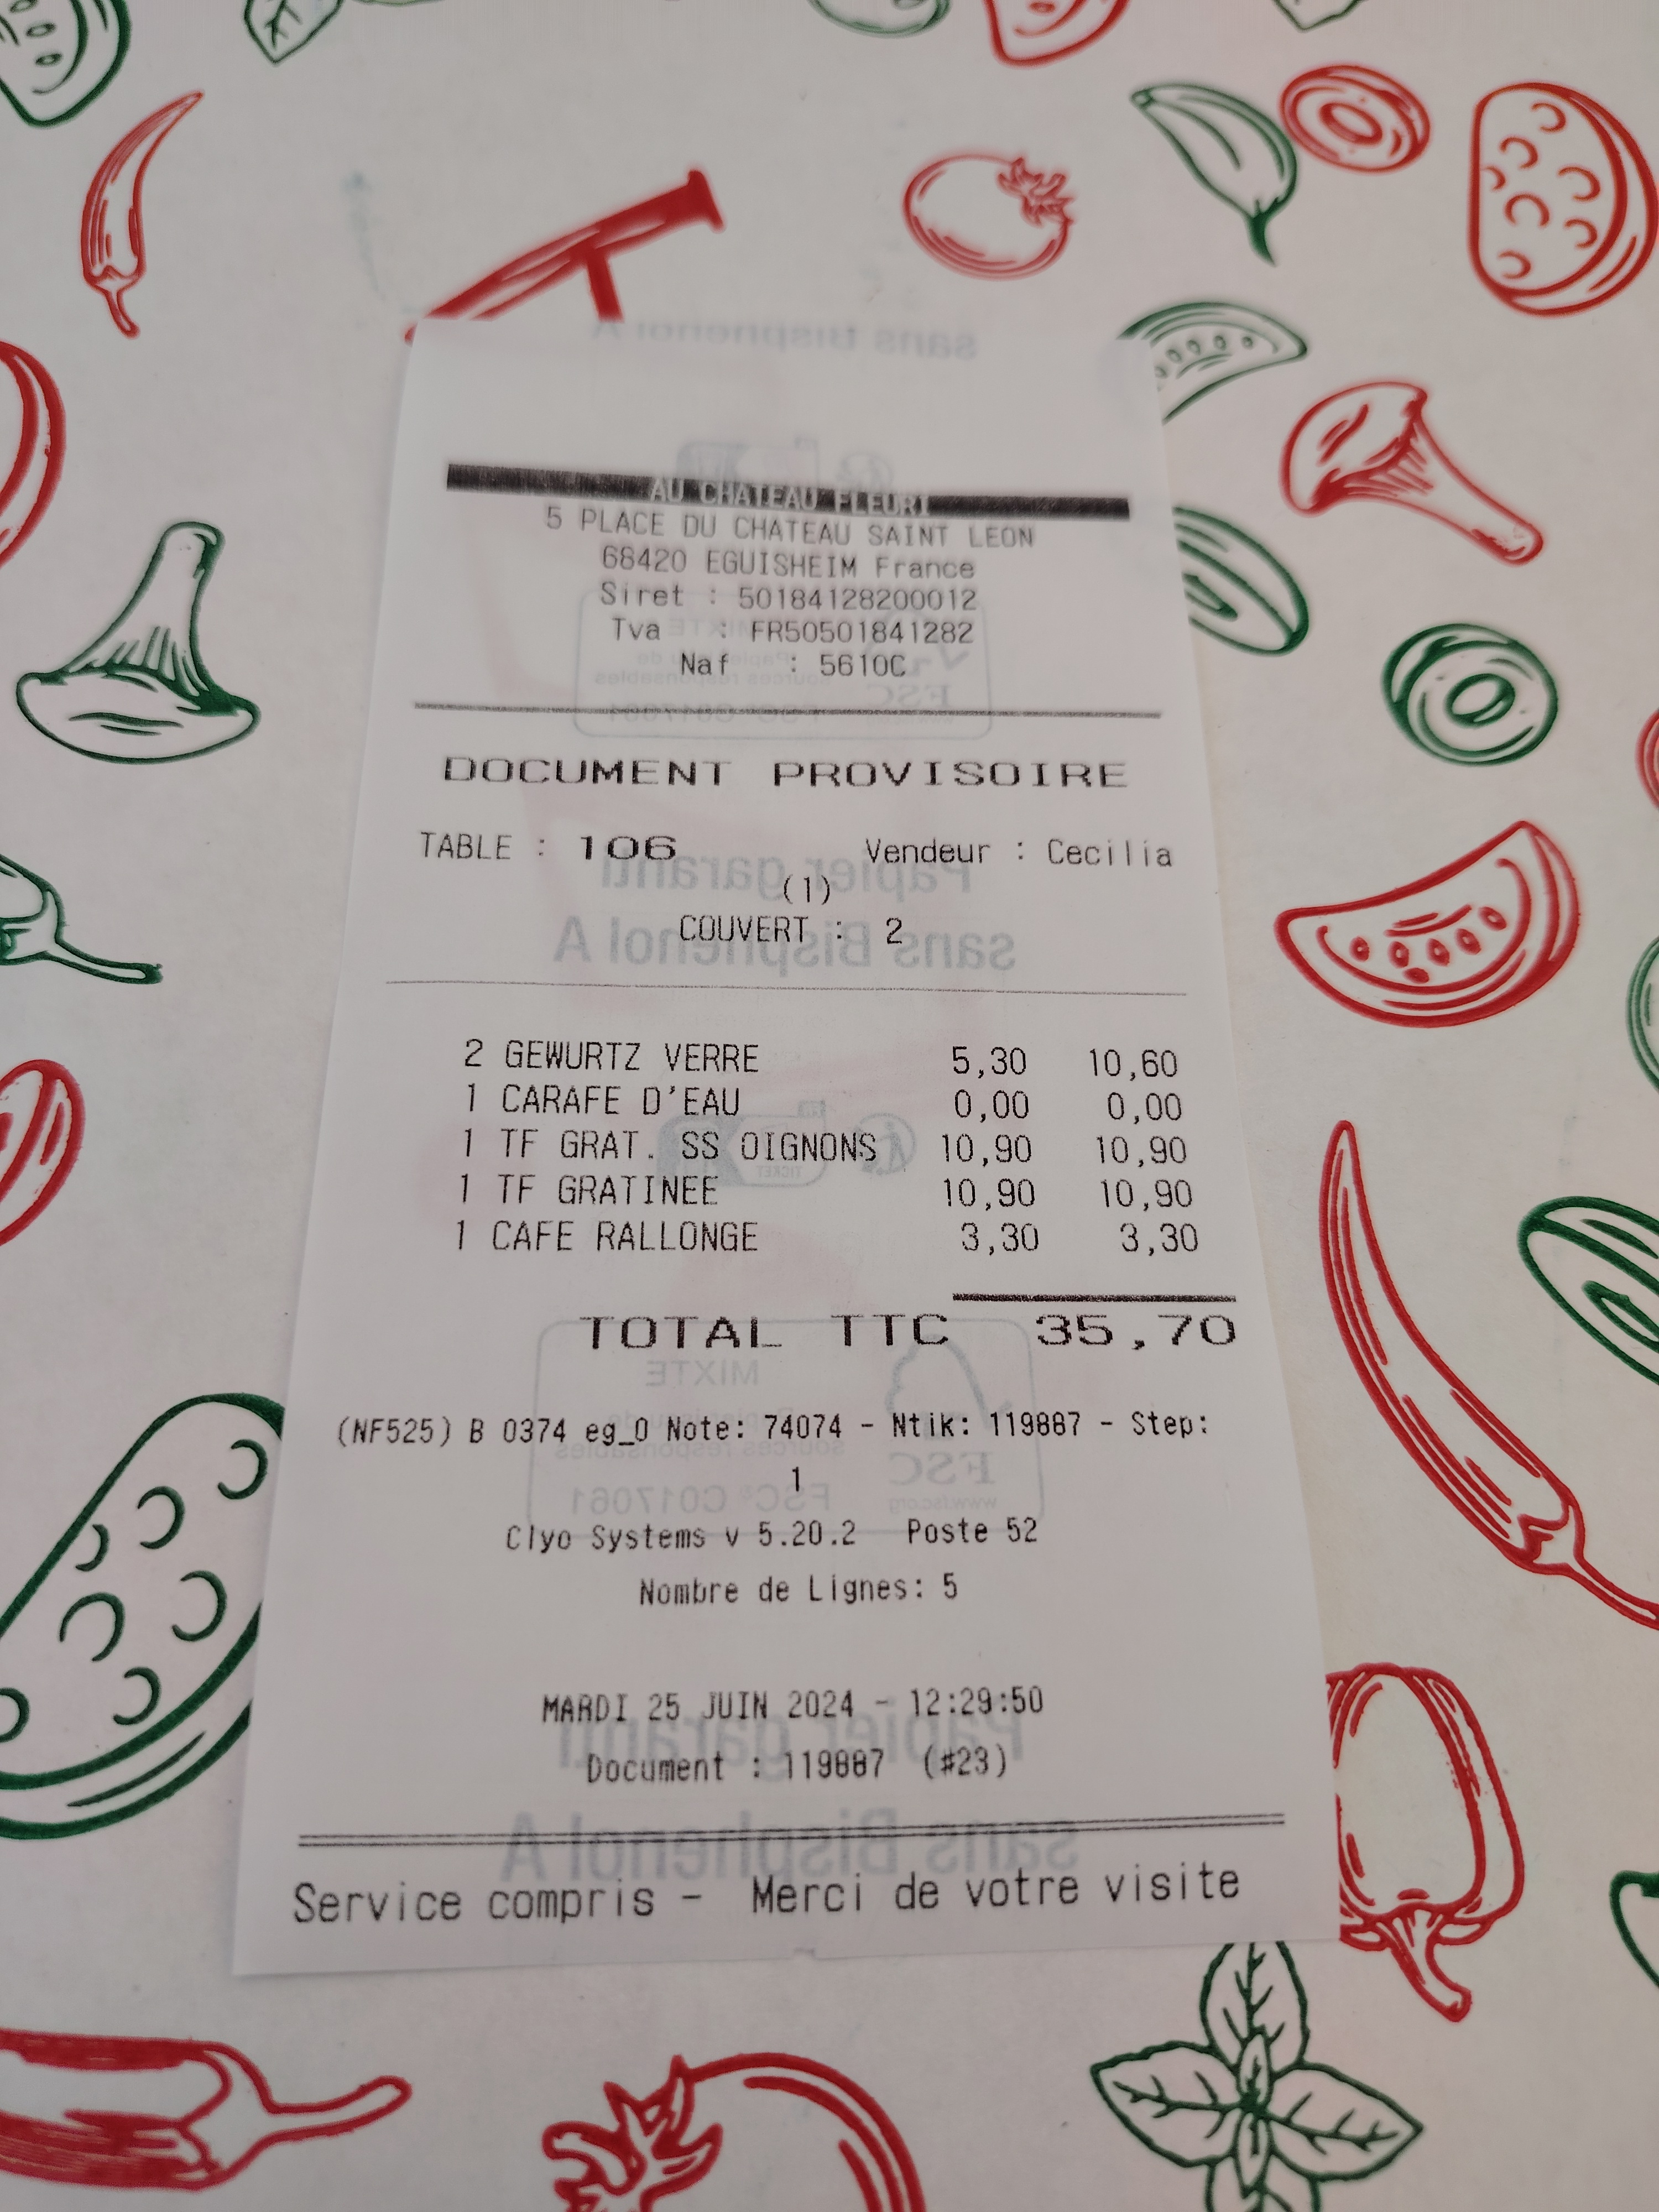 AU CHATEAU FLEURI
5 PLACE DU CHATEAU SAINT LEON
68420 EGUISHEIM France
Siret : 50184128200012
Tva : FR50501841282
Naf : 5610C
DOCUMENT PROVISOIRE
TABLE : 106 Vendeur : Cecilia
(1)
COUVERT : 2
2 GEWURTZ VERRE 5,30 10,60
1 CARAFE D'EAU 0,00 0,00
1 TF GRAT. SS OIGNONS 10,90 10,90
1 TF GRATINEE 10,90 10,90
1 CAFE RALLONGE 3,30 3,30
TOTAL TTC 35,70
(NF525) B 0374 eg_0 Note: 74074 - Ntik: 119887 - Step:
1
Clyo Systems v 5.20.2 Poste 52
Nombre de Lignes: 5
MARDI 25 JUIN 2024 - 12:29:50
Document : 119887 (#23)
Service compris - Merci de votre visite